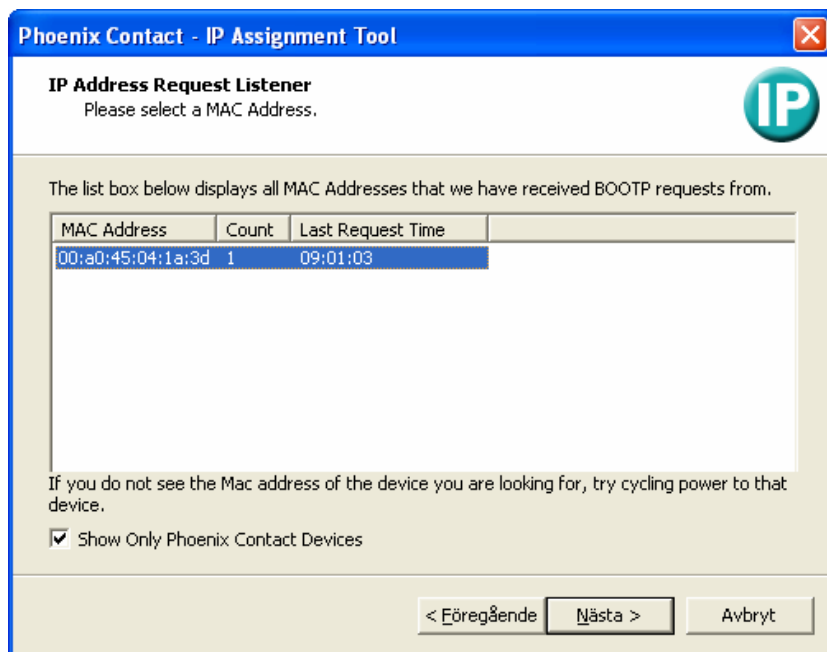 Phoenix Contact - IP Assignment Tool
IP Address Request Listener
Please select a MAC Address.
IP
The list box below displays all MAC Addresses that we have received BOOTP requests from.
MAC Address Count Last Request Time
00:a0:45:04:1a:3d 1 09:01:03
If you do not see the Mac address of the device you are looking for, try cycling power to that
device.
Show Only Phoenix Contact Devices
< Föregående Nästa > Avbryt